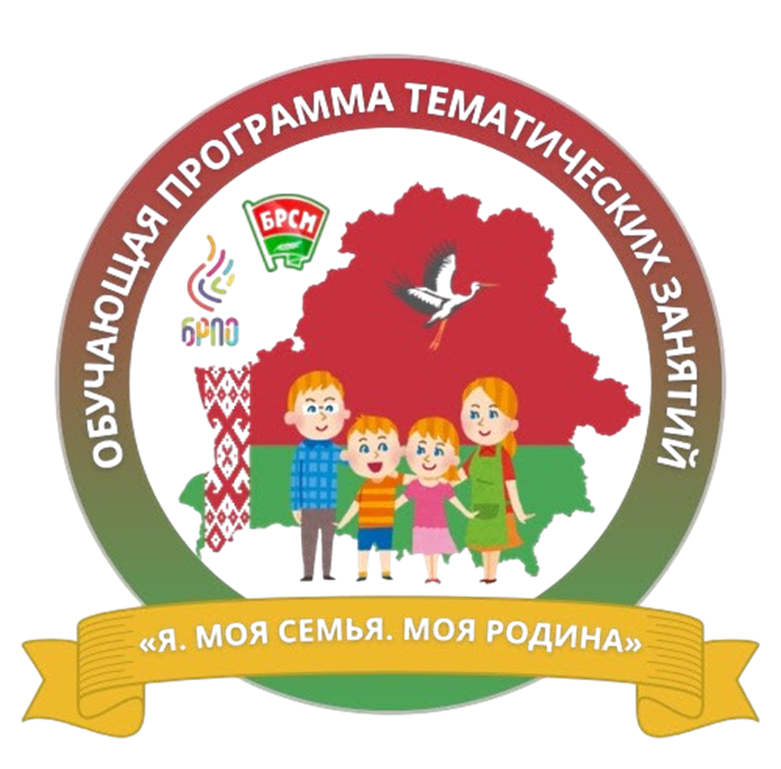 ОБУЧАЮЩАЯ ПРОГРАММА ТЕМАТИЧЕСКИХ ЗАНЯТИЙ
БРСМ
БРПО
«Я. МОЯ СЕМЬЯ. МОЯ РОДИНА»